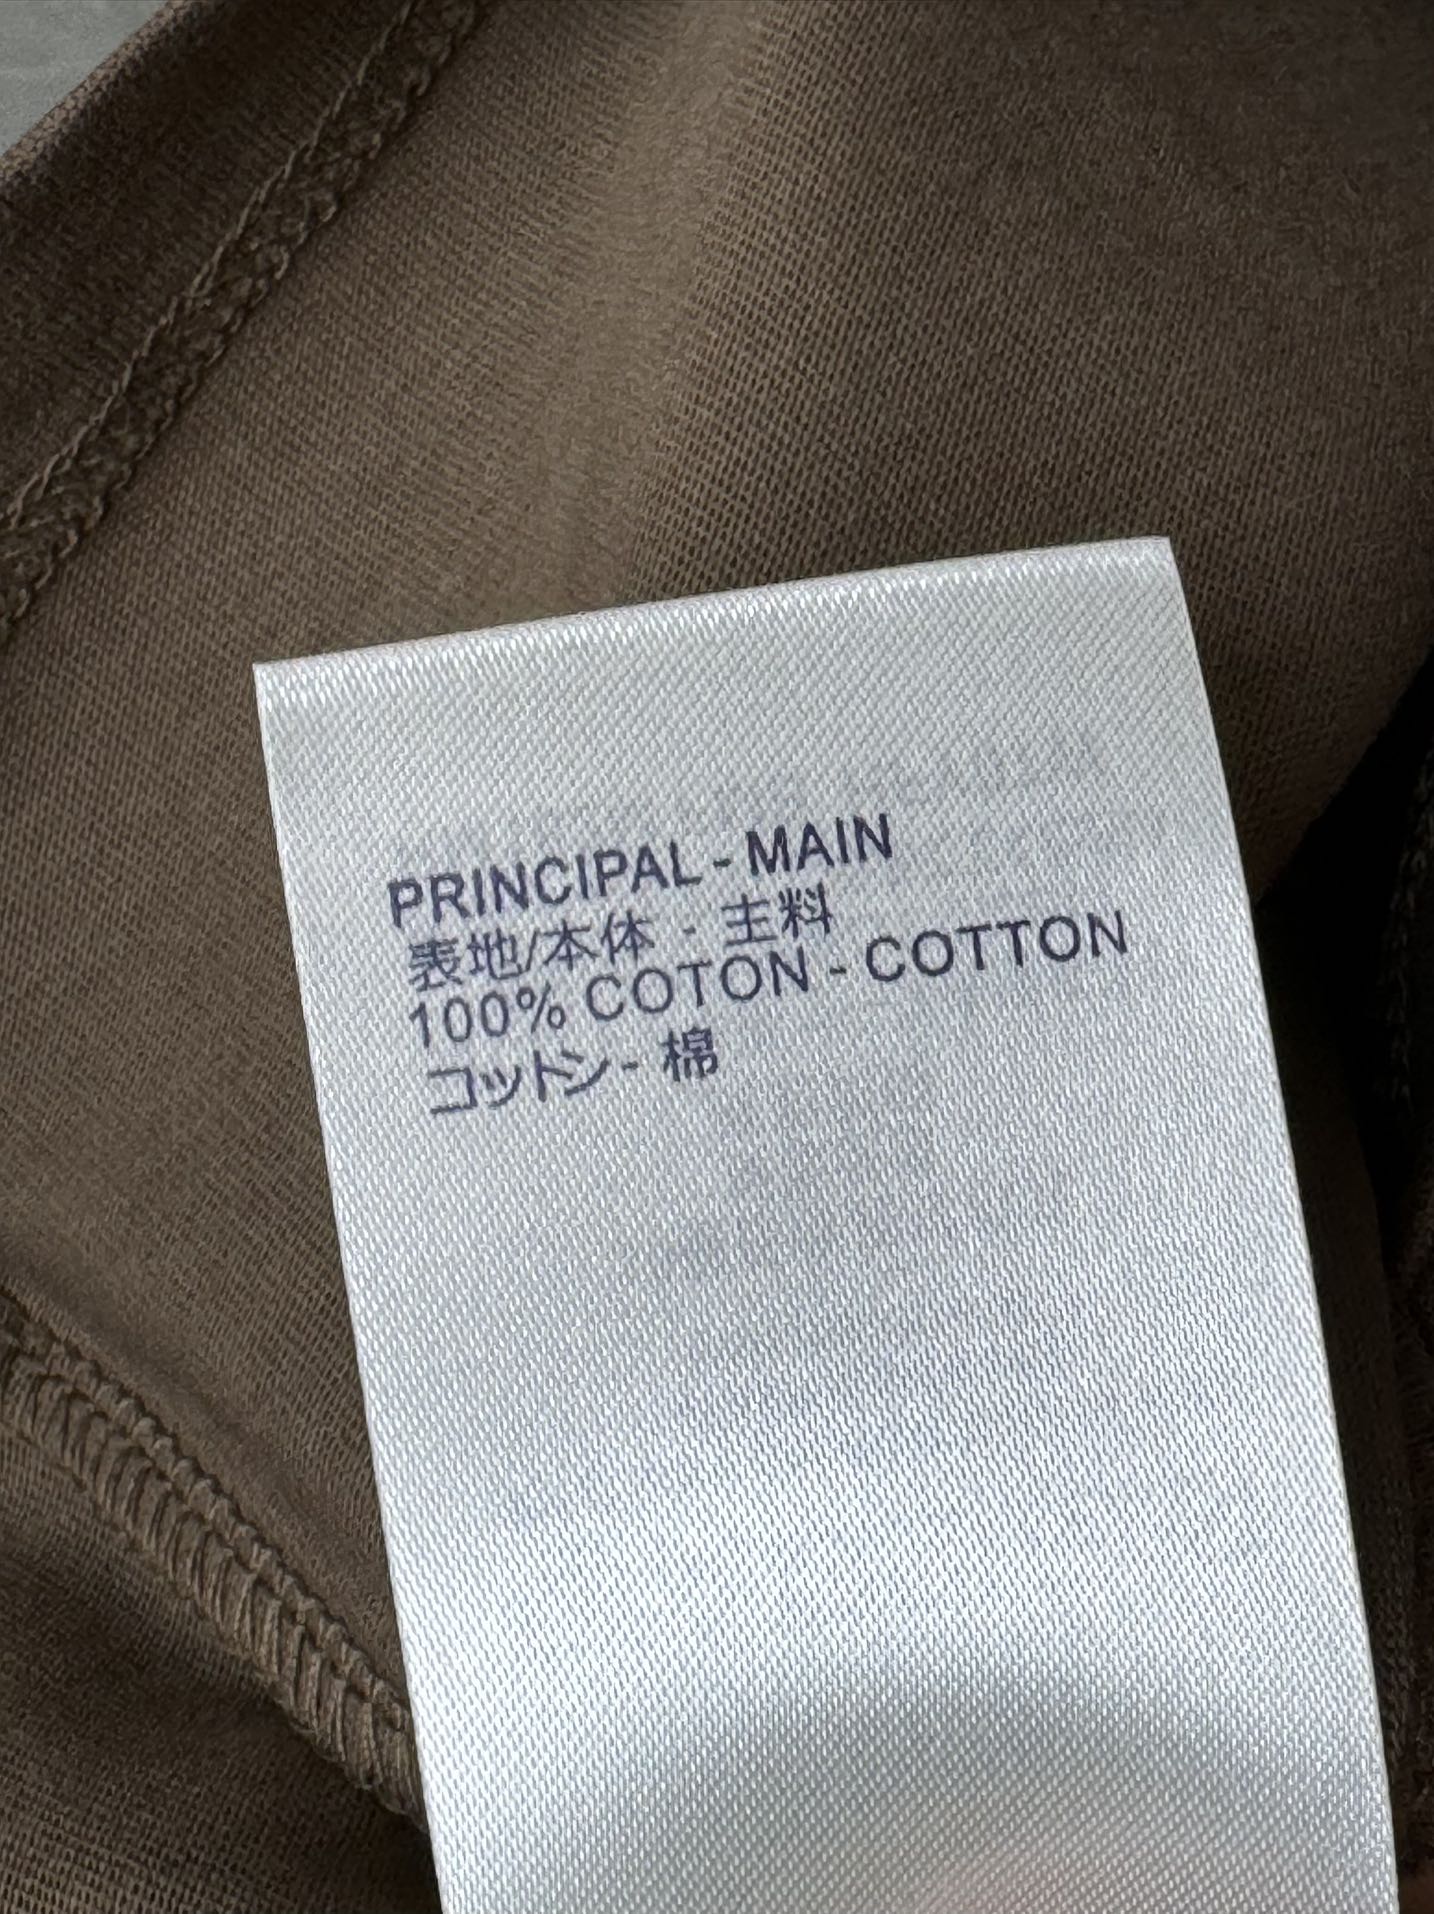 PRINCIPAL - MAIN
表地/本体 - 主料
100% COTON - COTTON
コットン - 棉